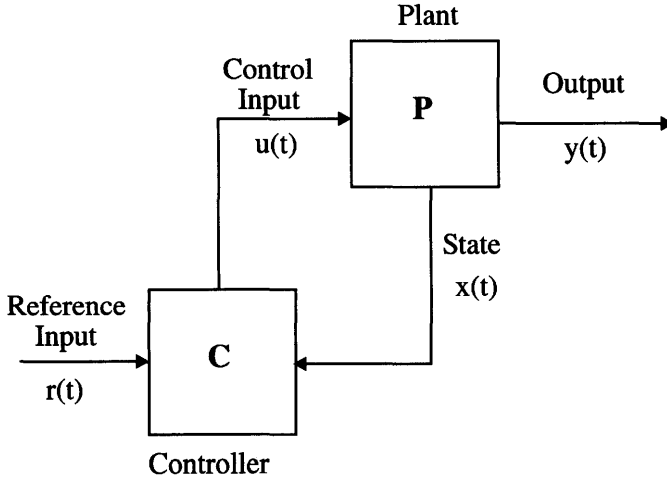 Plant
Control
Input
u(t)
P
Output
y(t)
State
x(t)
Reference
Input
r(t)
C
Controller